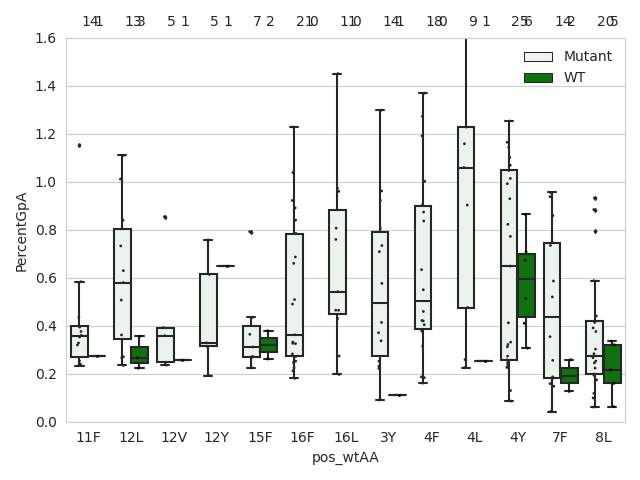 14 1 13 3 5 1 5 1 7 2 21 0 11 0 14 1 18 0 9 1 25 6 14 2 20 5
1.6
Mutant
WT
1.4
1.2
1.0
0.8
0.6
0.4
0.2
0.0
PercentGpA
11F 12L 12V 12Y 15F 16F 16L 3Y 4F 4L 4Y 7F 8L
pos_wtAA